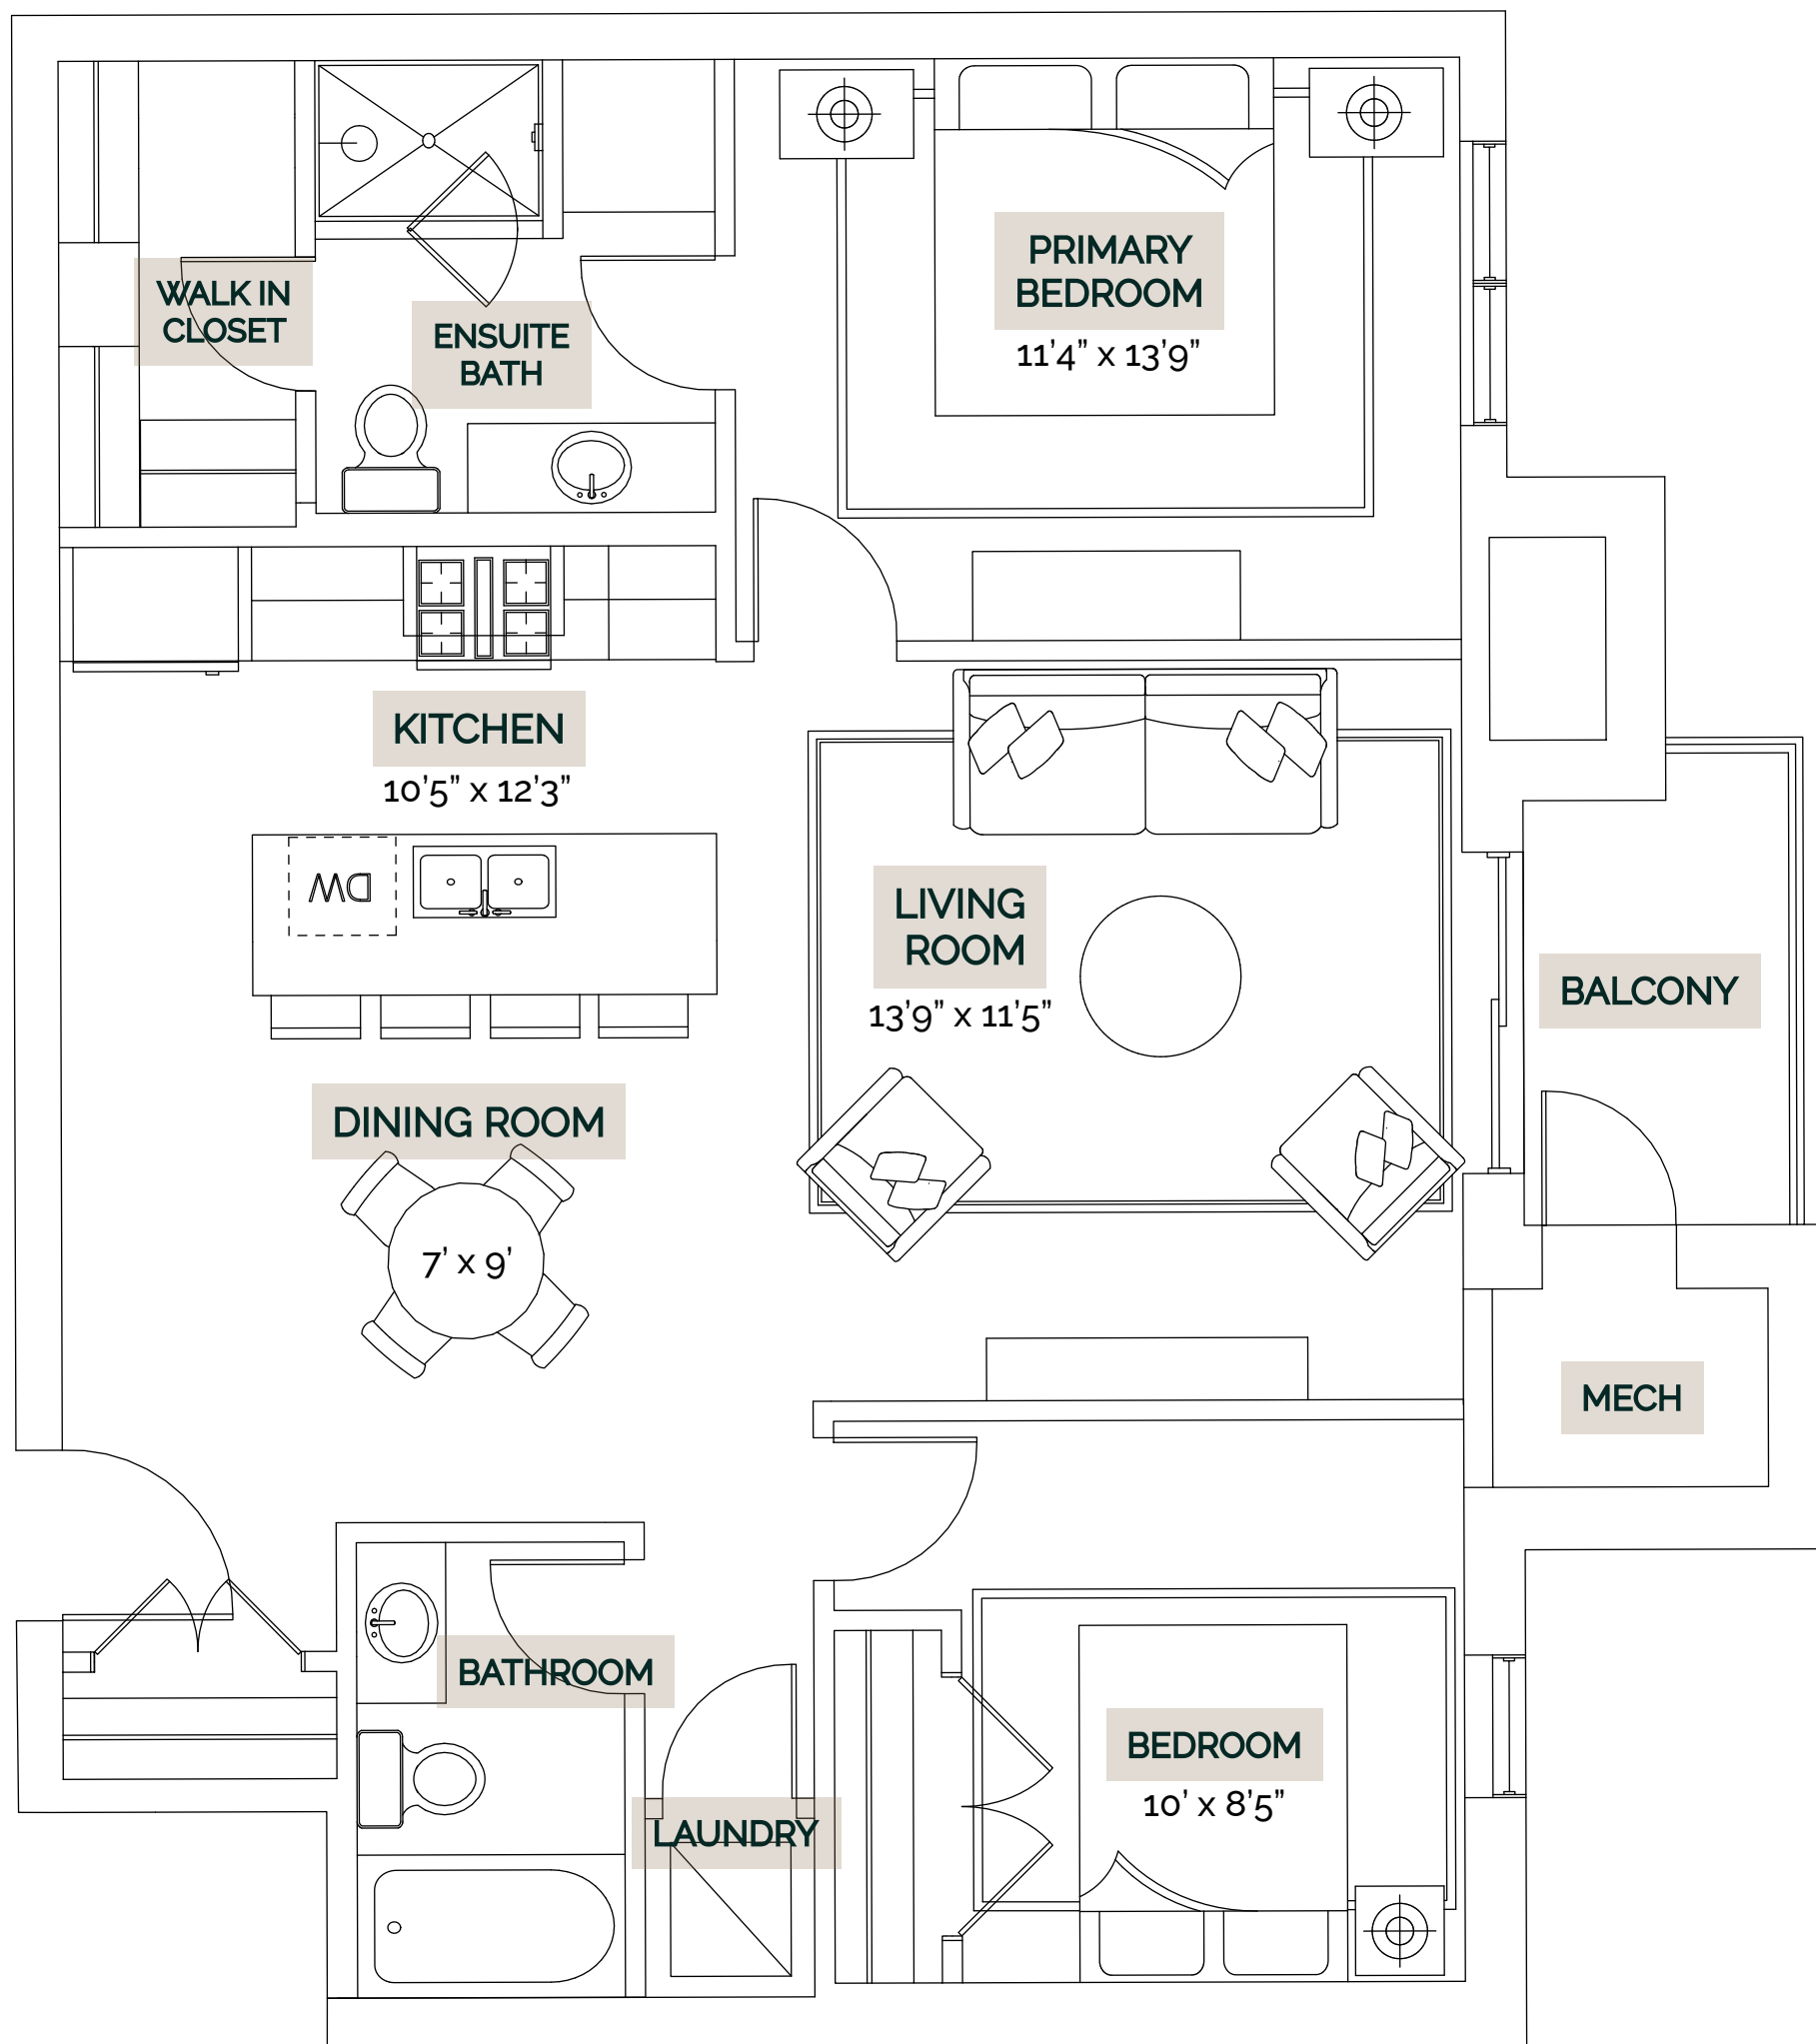 WALK IN
CLOSET
ENSUITE
BATH
PRIMARY
BEDROOM
11'4” x 13'9”
KITCHEN
10'5” x 12'3”
DW
LIVING
ROOM
13'9” x 11'5”
BALCONY
DINING ROOM
7' x 9'
MECH
BATHROOM
BEDROOM
10' x 8'5”
LAUNDRY